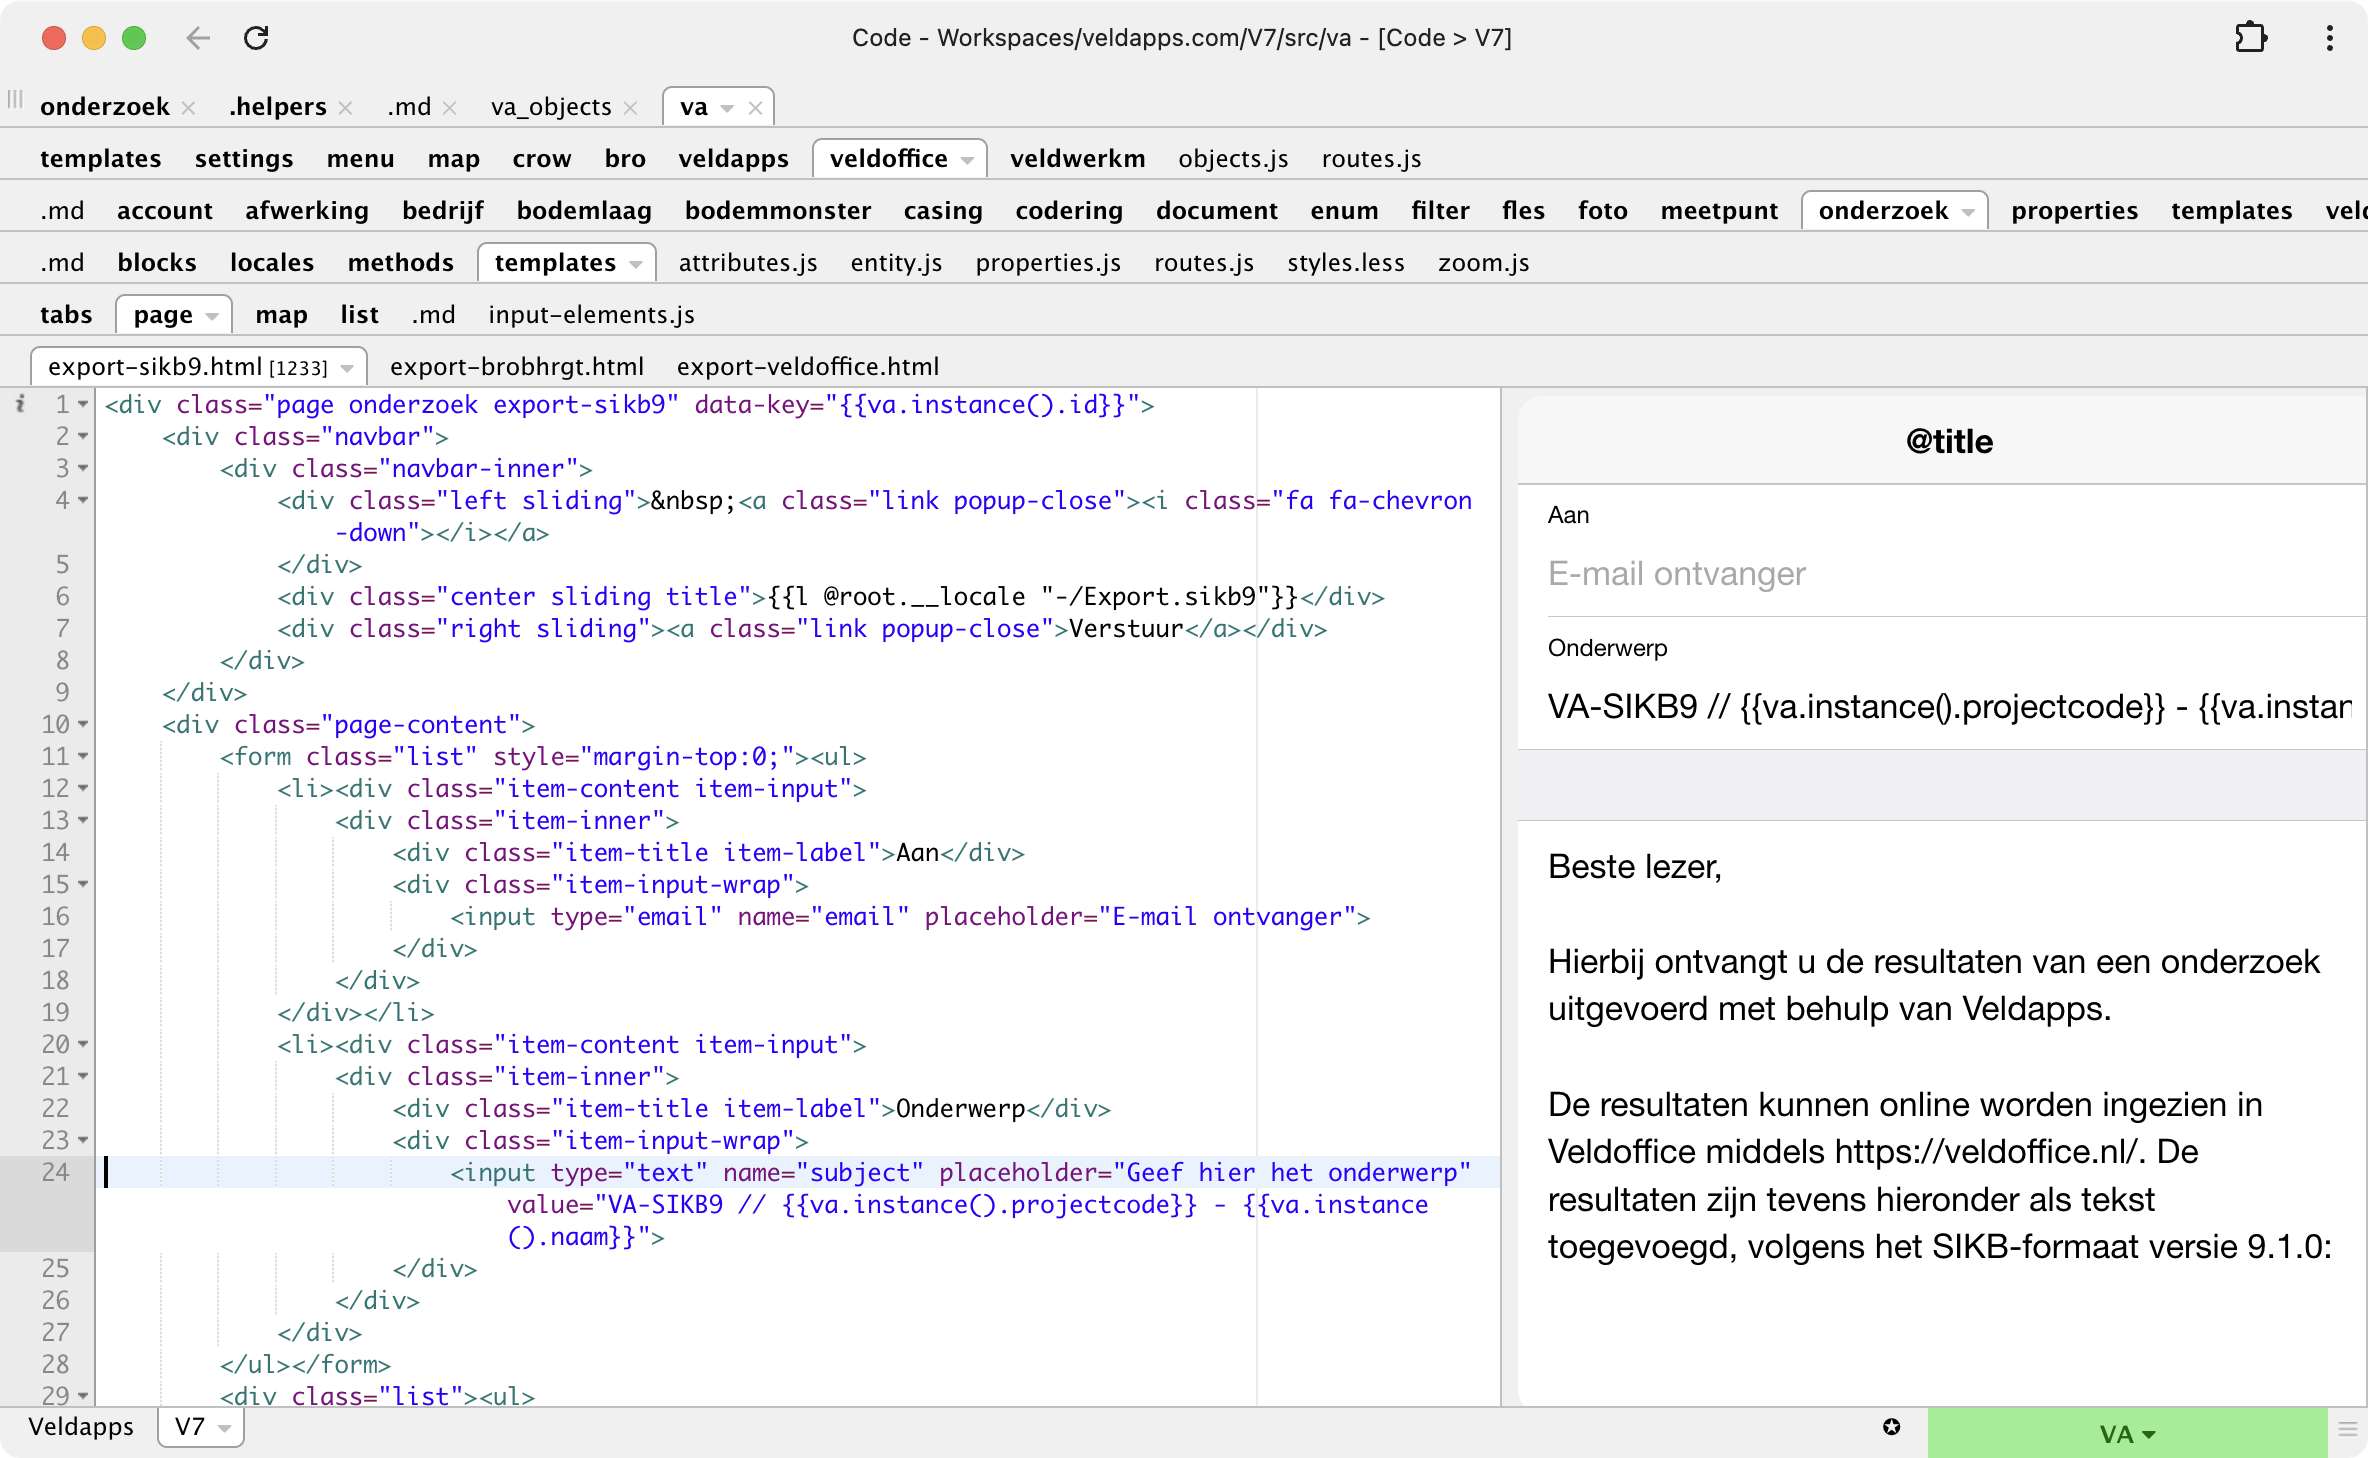 Code - Workspaces/veldapps.com/V7/src/va - [Code > V7]
onderzoek .helpers .md va_objects va
templates settings menu map crow bro veldapps veldoffice veldwerkm objects.js routes.js
.md account afwerking bedrijf bodemlaag bodemmonster casing codering document enum filter fles foto meetpunt onderzoek properties templates
.md blocks locales methods templates attributes.js entity.js properties.js routes.js styles.less zoom.js
tabs page map list .md input-elements.js
export-sikb9.html [1233] export-brobhrgt.html export-veldoffice.html
i 1 <div class="page onderzoek export-sikb9" data-key="{{va.instance().id}}">
2 <div class="navbar">
3 <div class="navbar-inner">
4 <div class="left sliding">&nbsp;<a class="link popup-close"><i class="fa fa-chevron
-down"></i></a>
5 </div>
6 <div class="center sliding title">{{l @root.__locale "-/Export.sikb9"}}</div>
7 <div class="right sliding"><a class="link popup-close">Verstuur</a></div>
8 </div>
9 </div>
10 <div class="page-content">
11 <form class="list" style="margin-top:0;"><ul>
12 <li><div class="item-content item-input">
13 <div class="item-inner">
14 <div class="item-title item-label">Aan</div>
15 <div class="item-input-wrap">
16 <input type="email" name="email" placeholder="E-mail ontvanger">
17 </div>
18 </div>
19 </div></li>
20 <li><div class="item-content item-input">
21 <div class="item-inner">
22 <div class="item-title item-label">Onderwerp</div>
23 <div class="item-input-wrap">
24 <input type="text" name="subject" placeholder="Geef hier het onderwerp"
value="VA-SIKB9 // {{va.instance().projectcode}} - {{va.instance
().naam}}">
25 </div>
26 </div>
27 </div>
28 </ul></form>
29 <div class="list"><ul>
@title
Aan
E-mail ontvanger
Onderwerp
VA-SIKB9 // {{va.instance().projectcode}} - {{va.instan
Beste lezer,
Hierbij ontvangt u de resultaten van een onderzoek
uitgevoerd met behulp van Veldapps.
De resultaten kunnen online worden ingezien in
Veldoffice middels https://veldoffice.nl/. De
resultaten zijn tevens hieronder als tekst
toegevoegd, volgens het SIKB-formaat versie 9.1.0:
Veldapps V7
VA